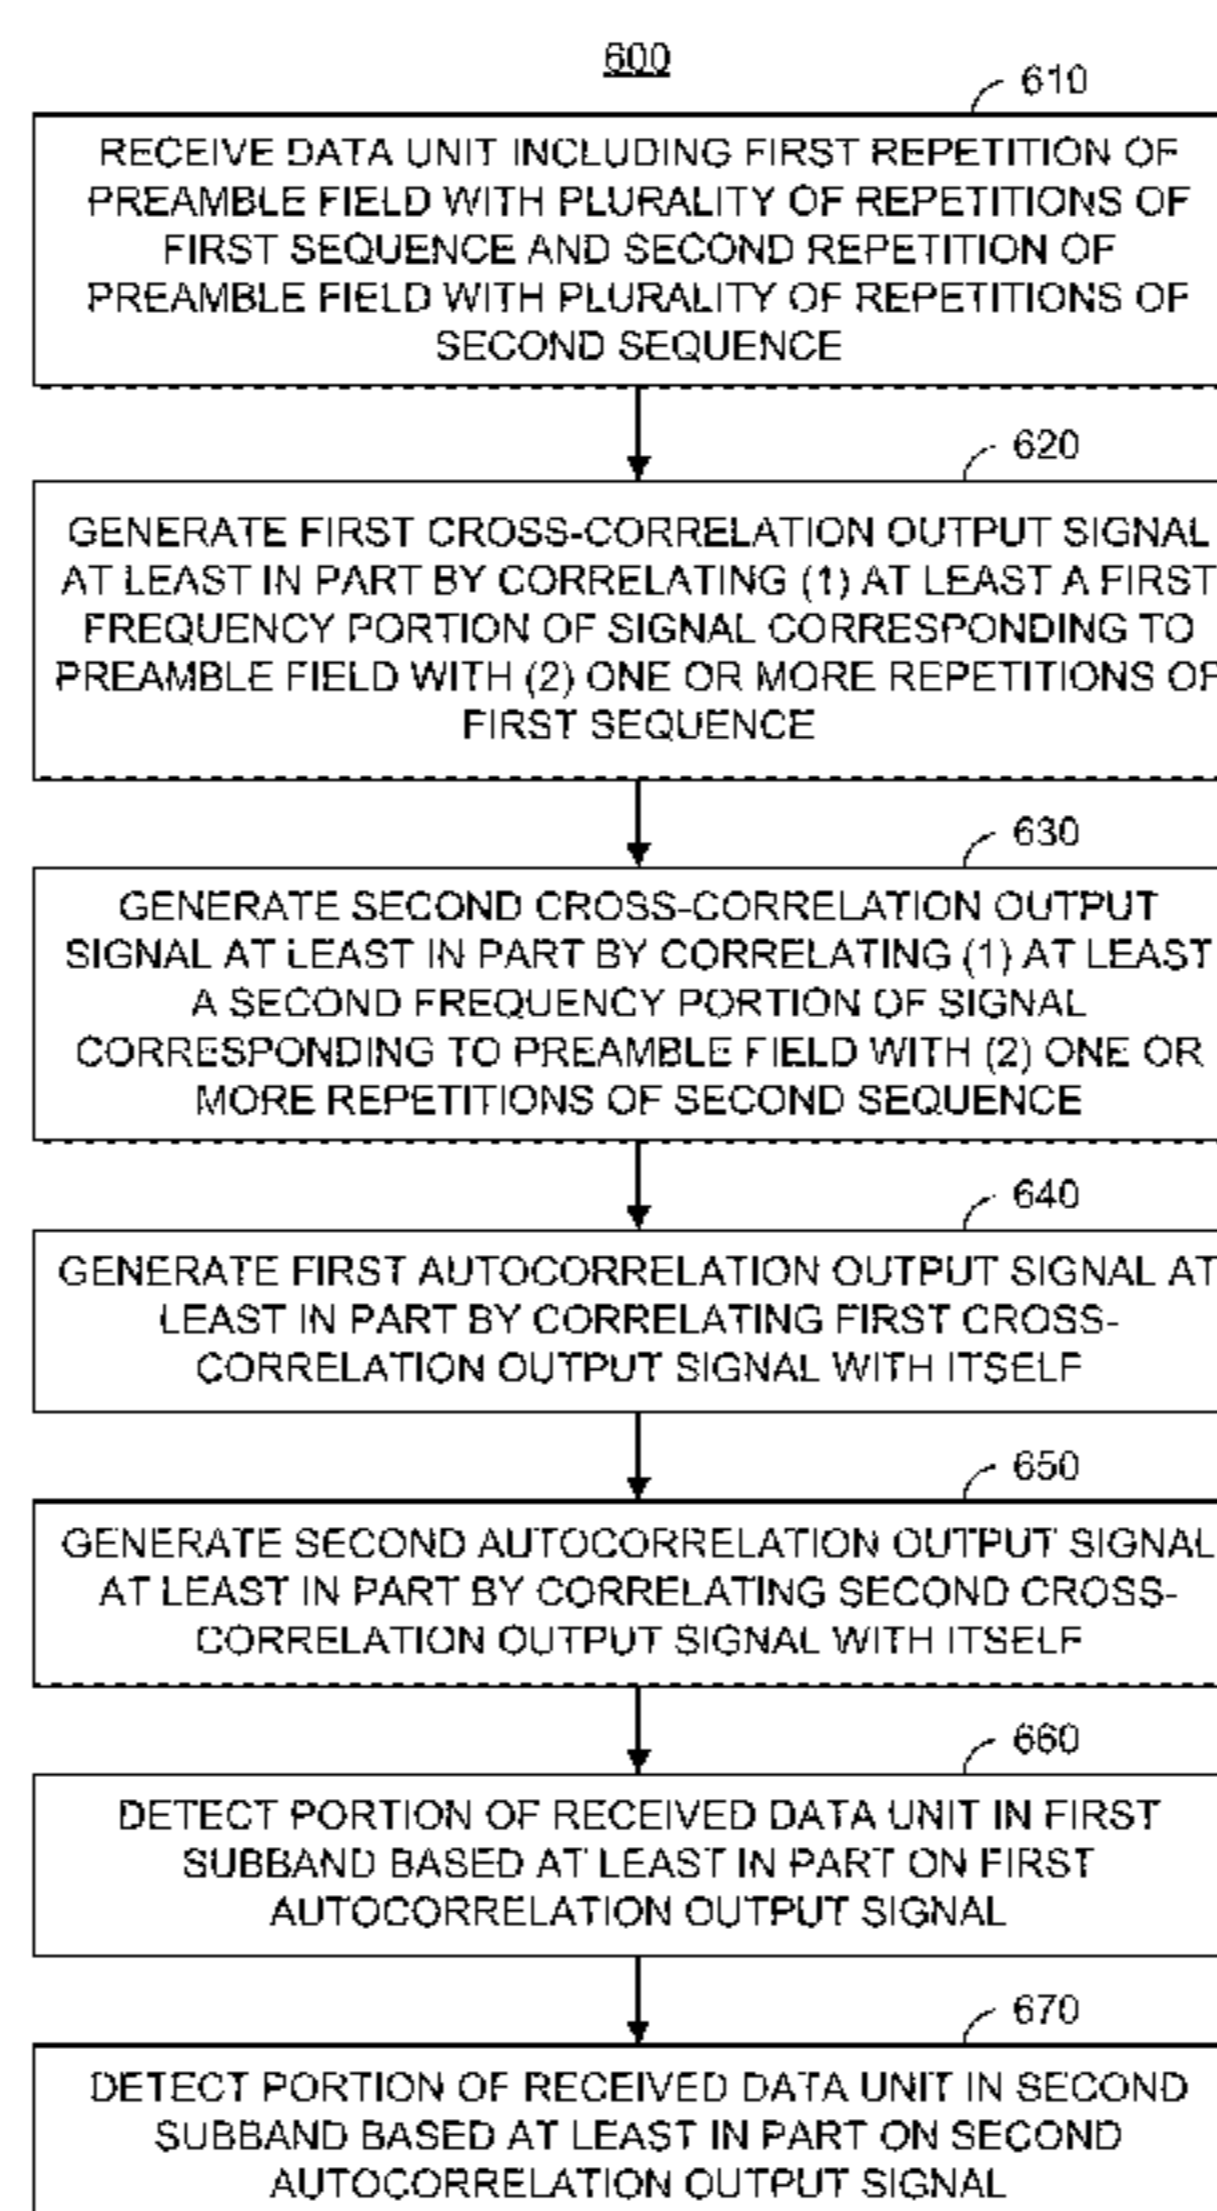 600
610
RECEIVE DATA UNIT INCLUDING FIRST REPETITION OF
PREAMBLE FIELD WITH PLURALITY OF REPETITIONS OF
FIRST SEQUENCE AND SECOND REPETITION OF
PREAMBLE FIELD WITH PLURALITY OF REPETITIONS OF
SECOND SEQUENCE
620
GENERATE FIRST CROSS-CORRELATION OUTPUT SIGNAL
AT LEAST IN PART BY CORRELATING (1) AT LEAST A FIRST
FREQUENCY PORTION OF SIGNAL CORRESPONDING TO
PREAMBLE FIELD WITH (2) ONE OR MORE REPETITIONS OF
FIRST SEQUENCE
630
GENERATE SECOND CROSS-CORRELATION OUTPUT
SIGNAL AT LEAST IN PART BY CORRELATING (1) AT LEAST
A SECOND FREQUENCY PORTION OF SIGNAL
CORRESPONDING TO PREAMBLE FIELD WITH (2) ONE OR
MORE REPETITIONS OF SECOND SEQUENCE
640
GENERATE FIRST AUTOCORRELATION OUTPUT SIGNAL AT
LEAST IN PART BY CORRELATING FIRST CROSS-
CORRELATION OUTPUT SIGNAL WITH ITSELF
650
GENERATE SECOND AUTOCORRELATION OUTPUT SIGNAL
AT LEAST IN PART BY CORRELATING SECOND CROSS-
CORRELATION OUTPUT SIGNAL WITH ITSELF
660
DETECT PORTION OF RECEIVED DATA UNIT IN FIRST
SUBBAND BASED AT LEAST IN PART ON FIRST
AUTOCORRELATION OUTPUT SIGNAL
670
DETECT PORTION OF RECEIVED DATA UNIT IN SECOND
SUBBAND BASED AT LEAST IN PART ON SECOND
AUTOCORRELATION OUTPUT SIGNAL